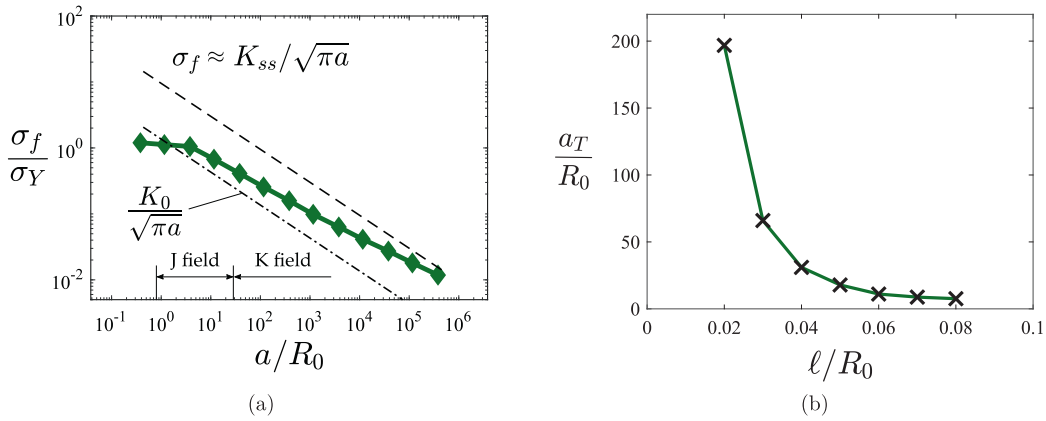 10^2
σ_f ≈ K_ss/√πa
σ_f
σ_Y
10^0
K_0
√πa
J field
K field
10^-2
10^-1
10^0
10^1
10^2
10^3
10^4
10^5
10^6
a/R_0
(a)
200
150
a_T
R_0
100
50
0
0
0.02
0.04
0.06
0.08
0.1
ℓ/R_0
(b)